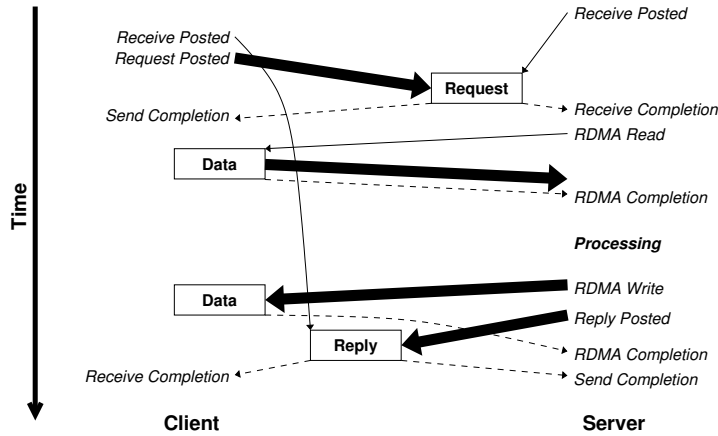 Receive Posted
Receive Posted
Request Posted
Request
Send Completion
Receive Completion
RDMA Read
Data
RDMA Completion
Time
Processing
Data
RDMA Write
Reply Posted
Reply
RDMA Completion
Receive Completion
Send Completion
Client
Server